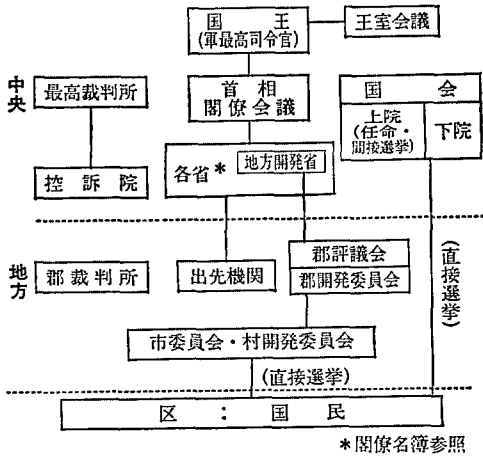 国王
(軍最高司令官)
王室会議
中央
最高裁判所
首相
閣僚会議
国会
上院
(任命・
間接選挙)
下院
控訴院
各省*
地方開発省
地方
郡裁判所
出先機関
郡評議会
郡開発委員会
(直接選挙)
市委員会・村開発委員会
(直接選挙)
区:国民
*閣僚名簿参照